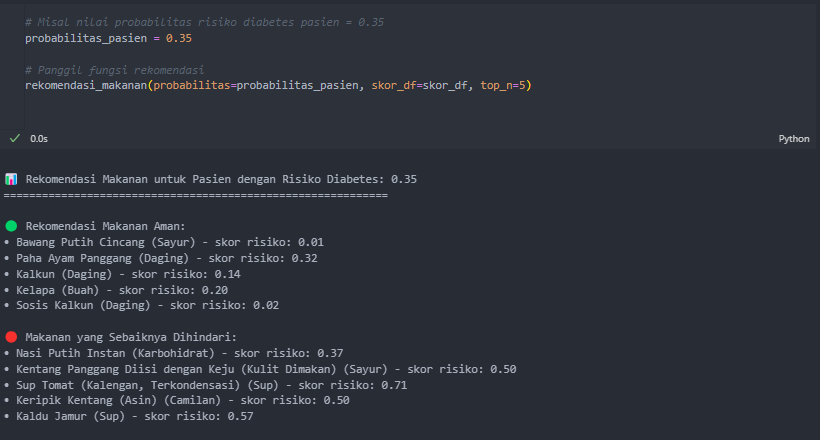 # Misal nilai probabilitas risiko diabetes pasien = 0.35
probabilitas_pasien = 0.35
# Panggil fungsi rekomendasi
rekomendasi_makanan(probabilitas=probabilitas_pasien, skor_df=skor_df, top_n=5)
✓ 0.0s Python
📊 Rekomendasi Makanan untuk Pasien dengan Risiko Diabetes: 0.35
============================================================
🟢 Rekomendasi Makanan Aman:
• Bawang Putih Cincang (Sayur) - skor risiko: 0.01
• Paha Ayam Panggang (Daging) - skor risiko: 0.32
• Kalkun (Daging) - skor risiko: 0.14
• Kelapa (Buah) - skor risiko: 0.20
• Sosis Kalkun (Daging) - skor risiko: 0.02
🔴 Makanan yang Sebaiknya Dihindari:
• Nasi Putih Instan (Karbohidrat) - skor risiko: 0.37
• Kentang Panggang Diisi dengan Keju (Kulit Dimakan) (Sayur) - skor risiko: 0.50
• Sup Tomat (Kalengan, Terkondensasi) (Sup) - skor risiko: 0.71
• Keripik Kentang (Asin) (Camilan) - skor risiko: 0.50
• Kaldu Jamur (Sup) - skor risiko: 0.57